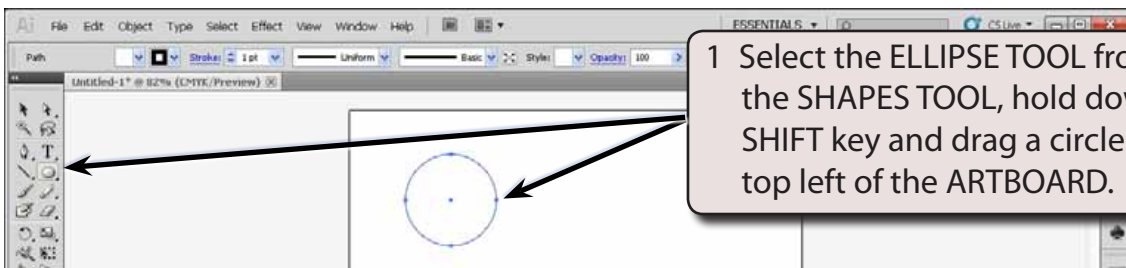 Ai File Edit Object Type Select Effect View Window Help ESSENTIALS CS Live
Path Stroke: 1 pt Uniform Basic Style: Opacity: 100
Untitled-1* @ 82% (CMYK/Preview)
T
1 Select the ELLIPSE TOOL fro
the SHAPES TOOL, hold dow
SHIFT key and drag a circle
top left of the ARTBOARD.